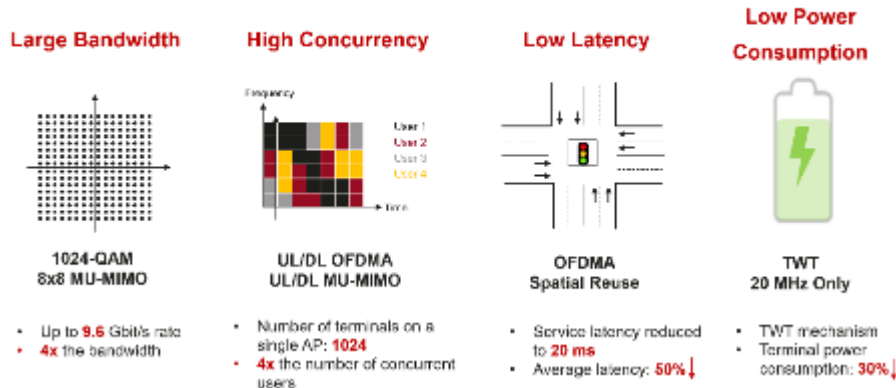 Large Bandwidth
1024-QAM
8x8 MU-MIMO
• Up to 9.6 Gbit/s rate
• 4x the bandwidth
High Concurrency
Frequency
User 1
User 2
User 3
User 4
Time
UL/DL OFDMA
UL/DL MU-MIMO
• Number of terminals on a
single AP: 1024
• 4x the number of concurrent
users
Low Latency
OFDMA
Spatial Reuse
• Service latency reduced
to 20 ms
• Average latency: 50%↓
Low Power
Consumption
TWT
20 MHz Only
• TWT mechanism
• Terminal power
consumption: 30%↓